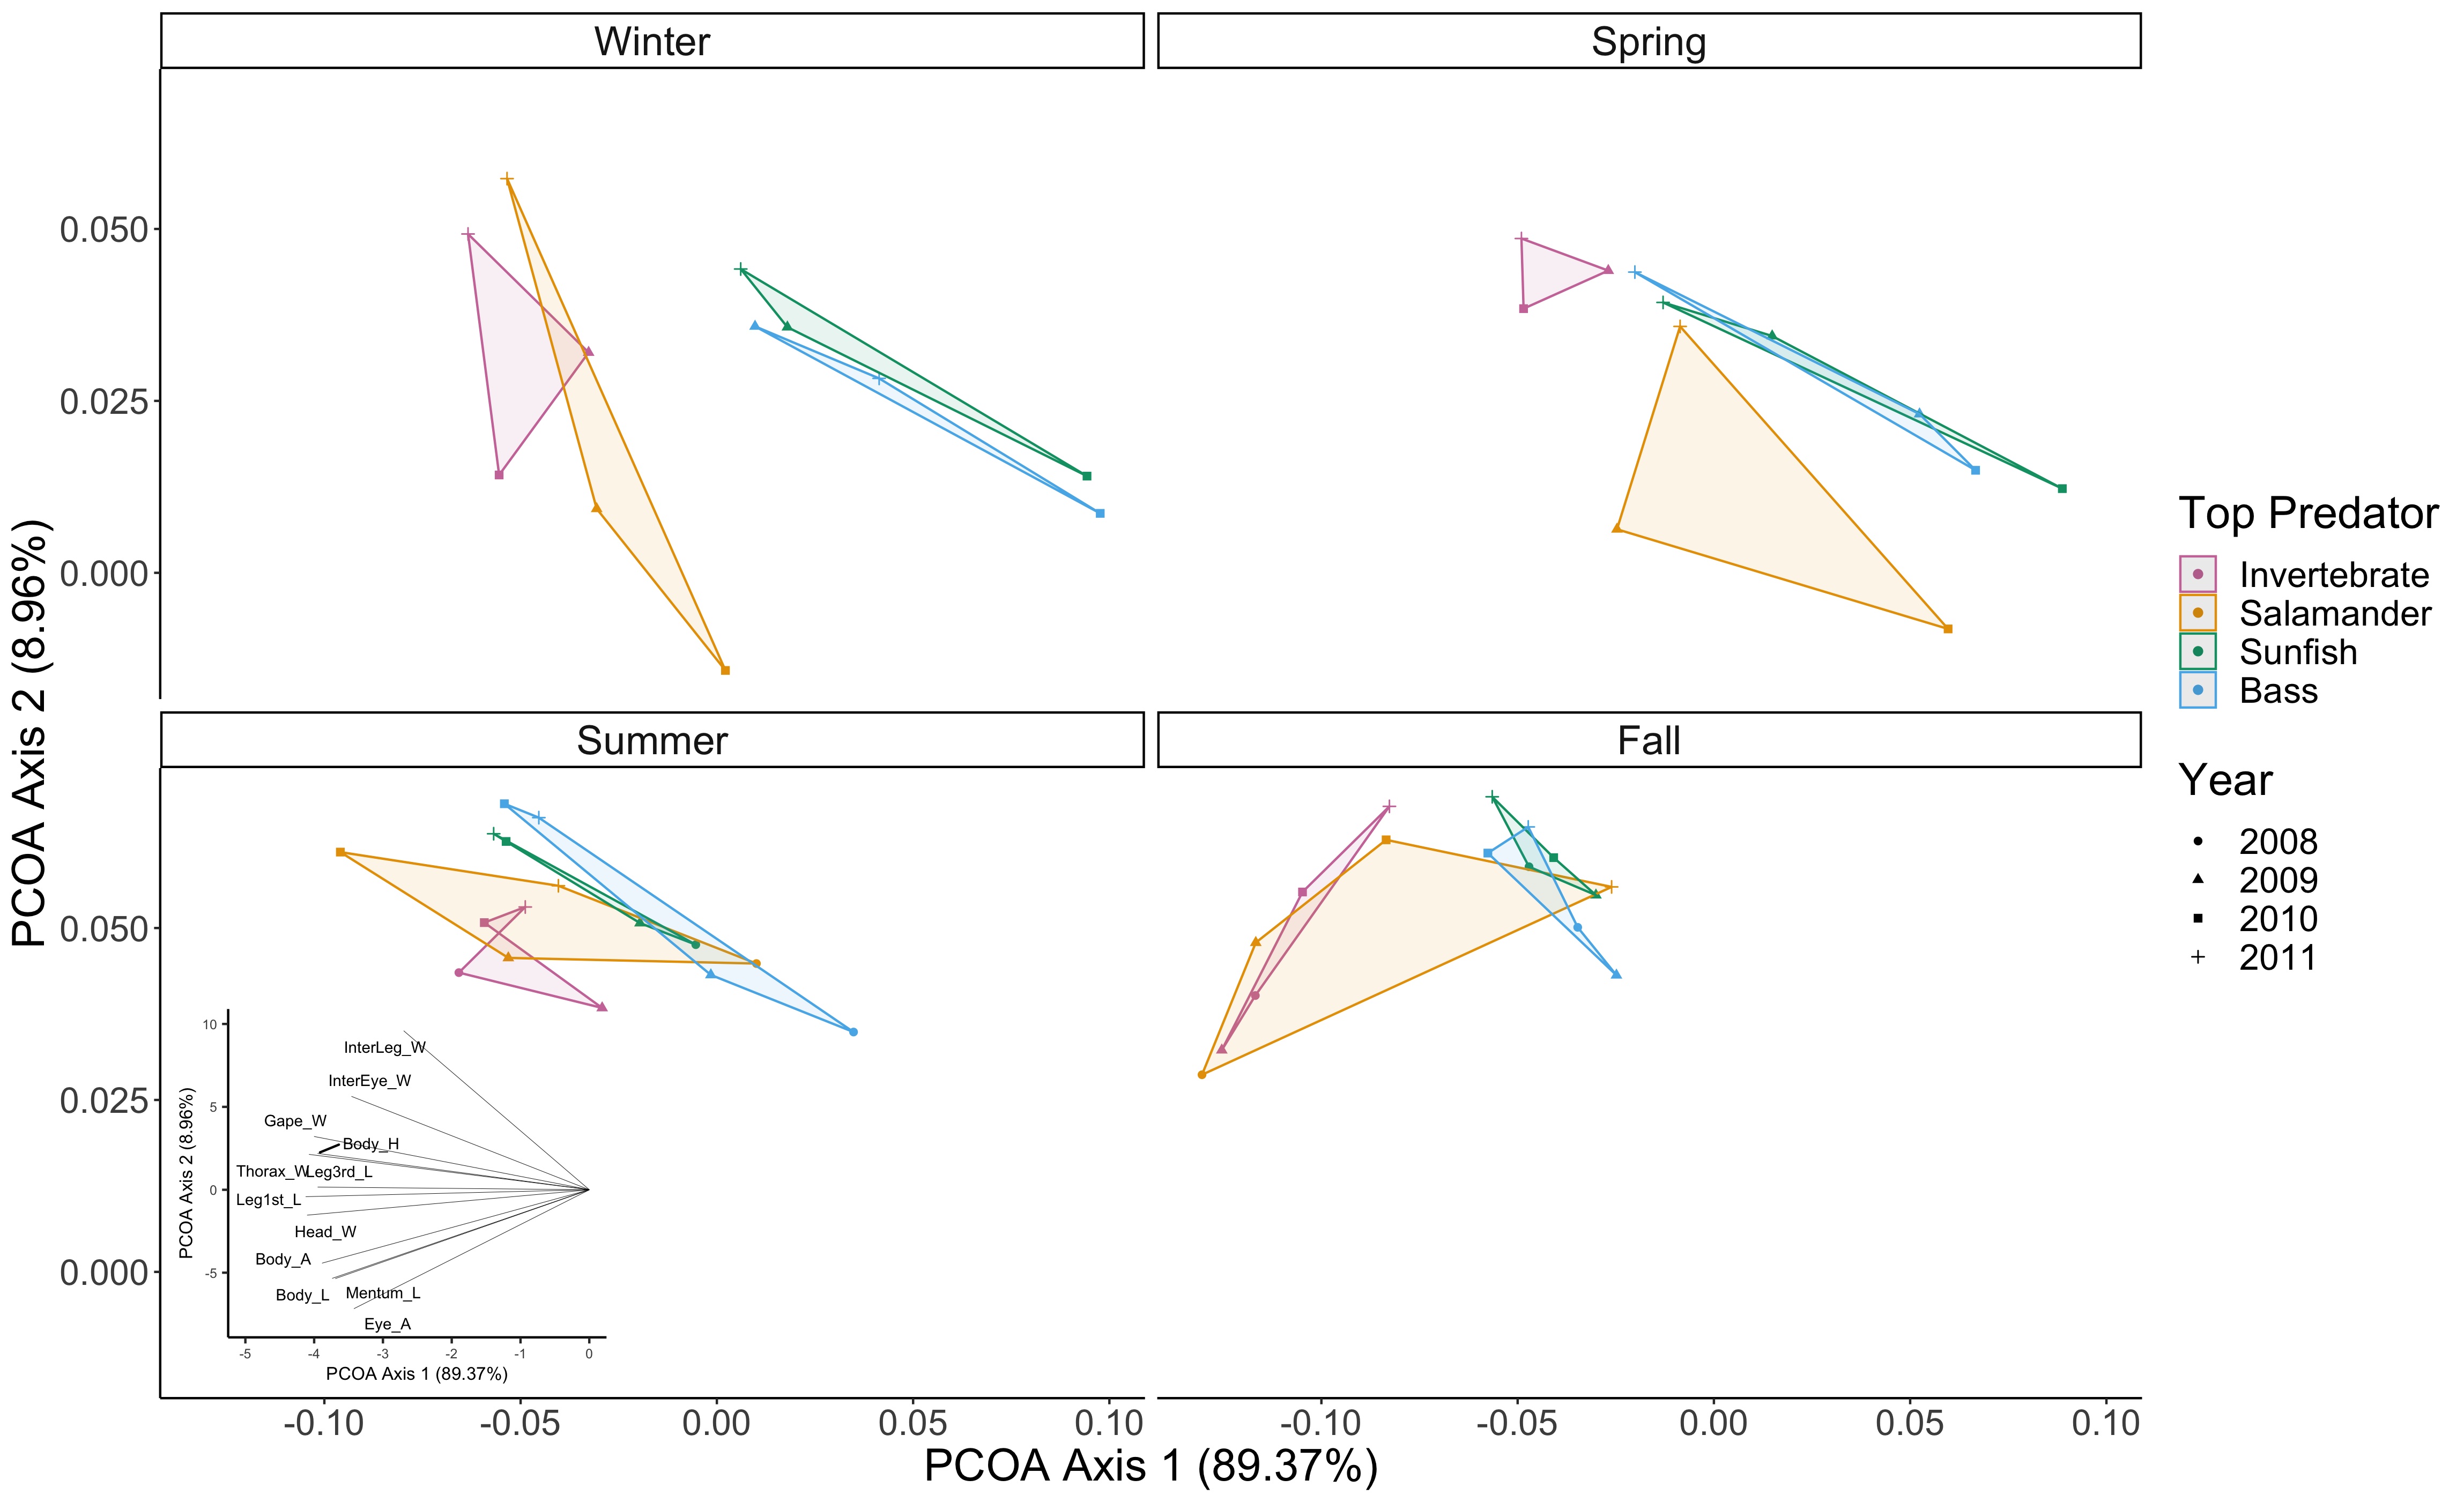 Winter
Spring
0.050
0.025
0.000
Summer
Fall
0.050
0.025
0.000
PCOA Axis 2 (8.96%)
10
5
0
-5
PCOA Axis 2 (8.96%)
InterLeg_W
InterEye_W
Gape_W
Body_H
Thorax_W
Leg3rd_L
Leg1st_L
Head_W
Body_A
Body_L
Mentum_L
Eye_A
-5 -4 -3 -2 -1 0
PCOA Axis 1 (89.37%)
-0.10 -0.05 0.00 0.05 0.10
-0.10 -0.05 0.00 0.05 0.10
PCOA Axis 1 (89.37%)
Top Predator
Invertebrate
Salamander
Sunfish
Bass
Year
2008
2009
2010
2011